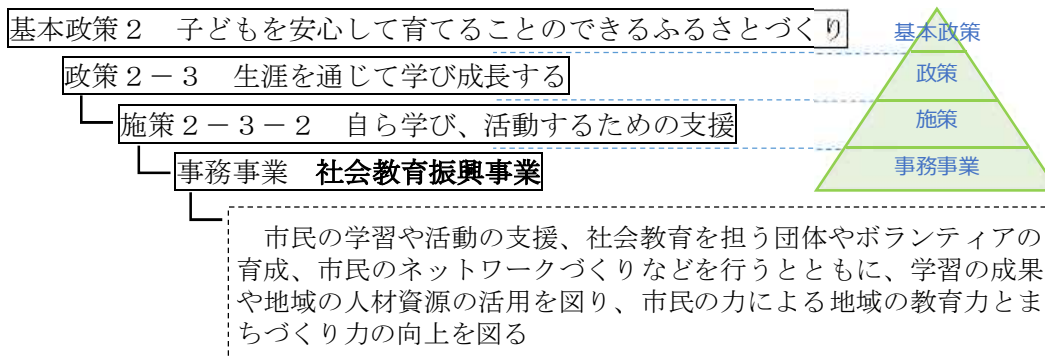 基本政策２　子どもを安心して育てることのできるふるさとづくり
政策２－３　生涯を通じて学び成長する
施策２－３－２　自ら学び、活動するための支援
事務事業　社会教育振興事業
市民の学習や活動の支援、社会教育を担う団体やボランティアの
育成、市民のネットワークづくりなどを行うとともに、学習の成果
や地域の人材資源の活用を図り、市民の力による地域の教育力とま
ちづくり力の向上を図る
基本政策
政策
施策
事務事業